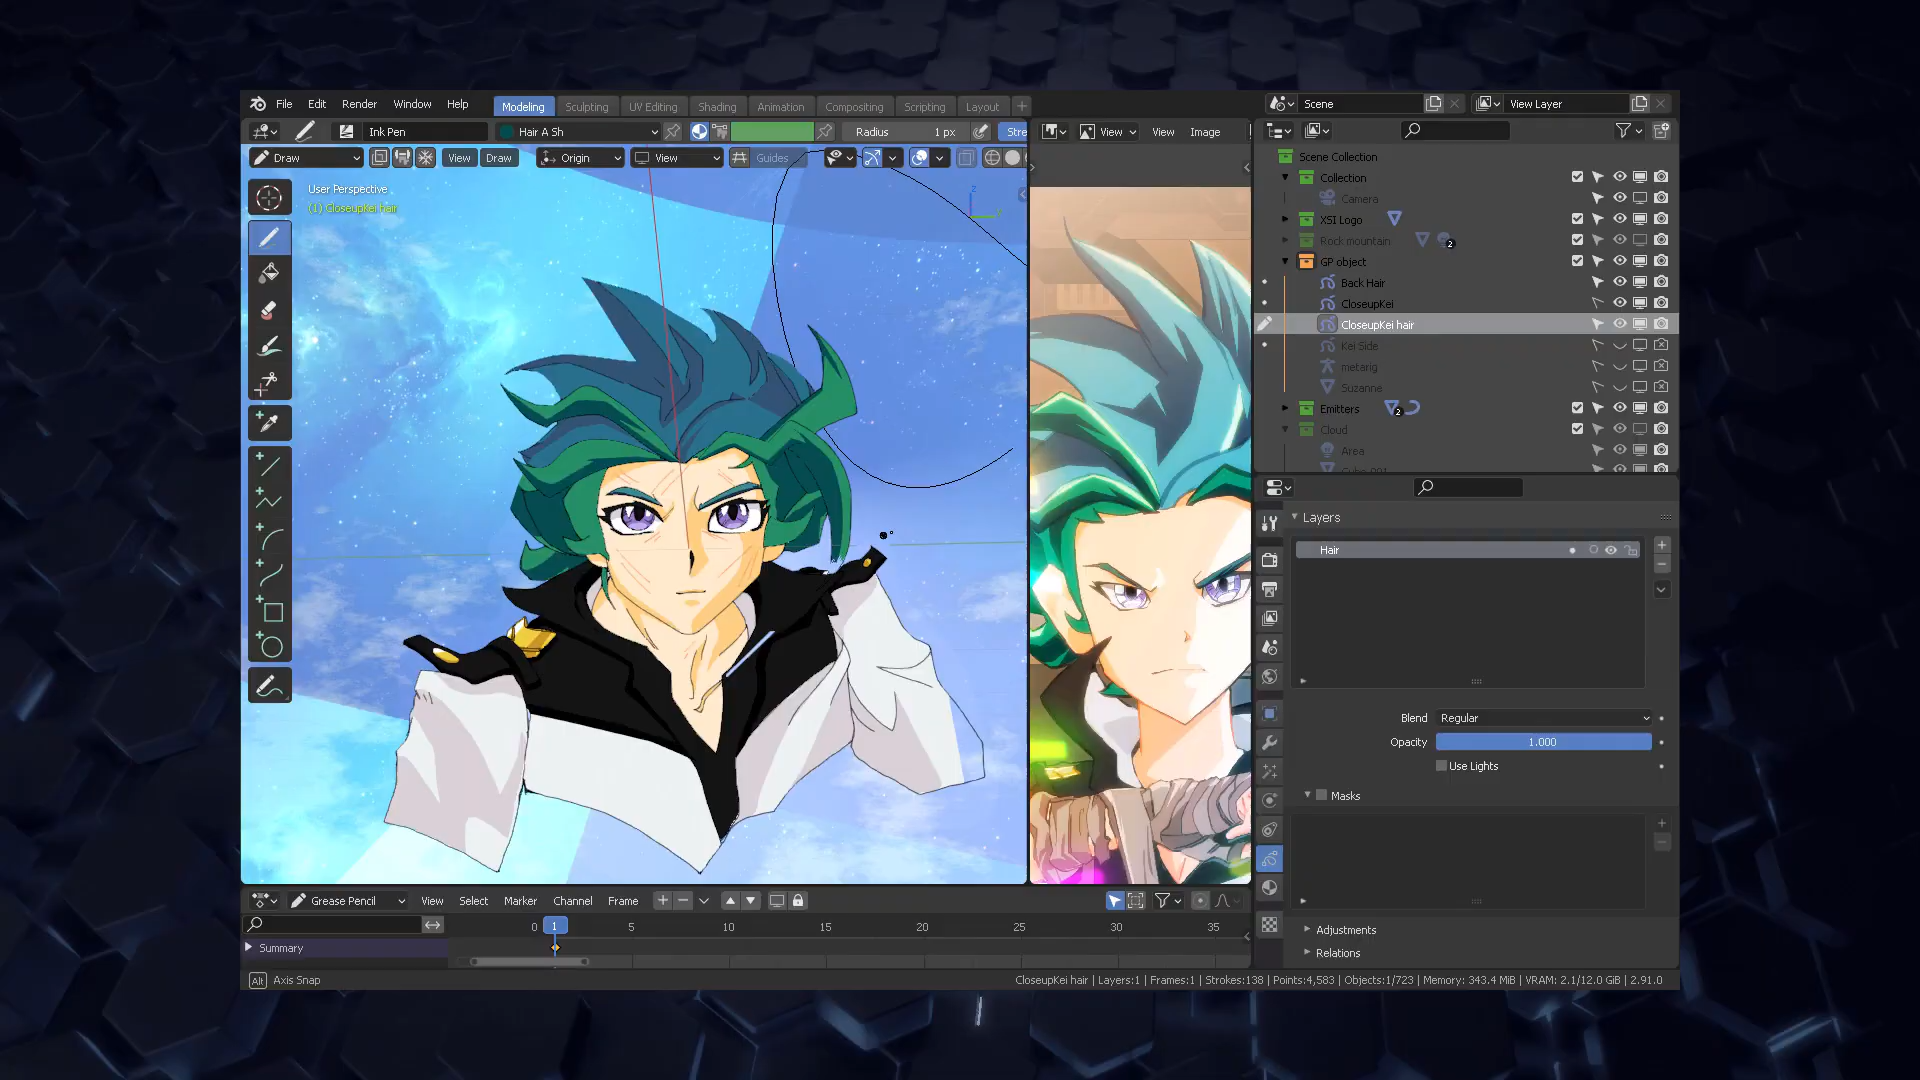 File Edit Render Window Help Modeling Sculpting UV Editing Shading Animation Compositing Scripting Layout Scene View Layer
Ink Pen Hair A Sh Radius 1 px Stre View View Image
Draw View Draw Origin View Guides
User Perspective
(1) CloseupKei hair
Z
Y
Scene Collection
Collection
Camera
XSI Logo
Rock mountain 2
GP object
Back Hair
CloseupKei
CloseupKei hair
Kei Side
metarig
Suzanne
Emitters 2
Cloud
Area
Layers
Hair
Blend Regular
Opacity 1.000
Use Lights
Masks
Adjustments
Relations
Grease Pencil View Select Marker Channel Frame
0 1 5 10 15 20 25 30 35
Summary
Alt Axis Snap
CloseupKei hair | Layers:1 | Frames:1 | Strokes:138 | Points:4,583 | Objects:1/723 | Memory: 343.4 MiB | VRAM: 2.1/12.0 GiB | 2.91.0